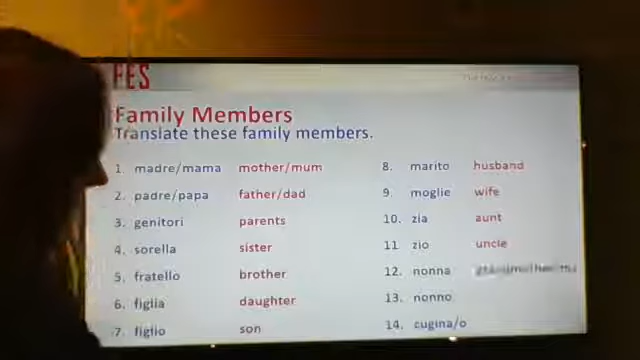 FES
Family Members
Translate these family members.
1. madre/mama mother/mum
2. padre/papa father/dad
3. genitori parents
4. sorella sister
5. fratello brother
6. figlia daughter
7. figlio son
8. marito husband
9. moglie wife
10. zia aunt
11 zio uncle
12. nonna
13. nonno
14. cugina/o